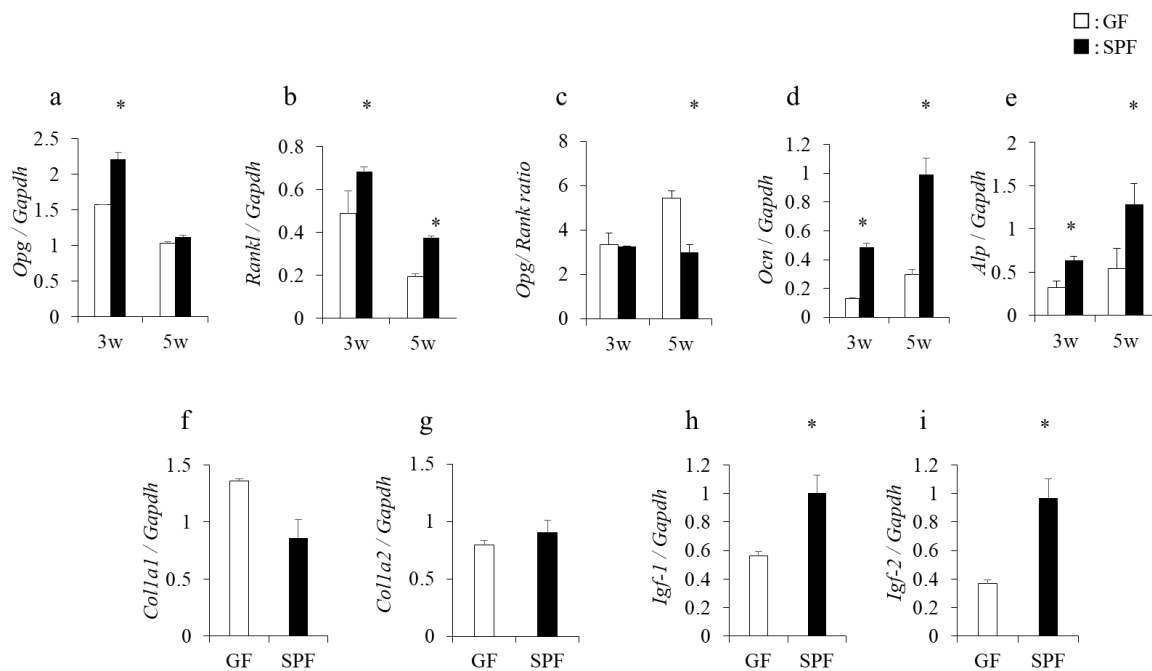 : GF
: SPF
a
*
Opg / Gapdh
2.5
2
1.5
1
0.5
0
3w 5w
b
*
*
Rankl / Gapdh
0.8
0.6
0.4
0.2
0
3w 5w
c
*
Opg/ Rank ratio
8
6
4
2
0
3w 5w
d
*
*
Ocn / Gapdh
1.2
1
0.8
0.6
0.4
0.2
0
3w 5w
e
*
*
Alp / Gapdh
2
1.5
1
0.5
0
3w 5w
f
Col1a1 / Gapdh
1.5
1
0.5
0
GF SPF
g
Col1a2 / Gapdh
1.5
1
0.5
0
GF SPF
h
*
Igf-1 / Gapdh
1.2
1
0.8
0.6
0.4
0.2
0
GF SPF
i
*
Igf-2 / Gapdh
1.2
1
0.8
0.6
0.4
0.2
0
GF SPF